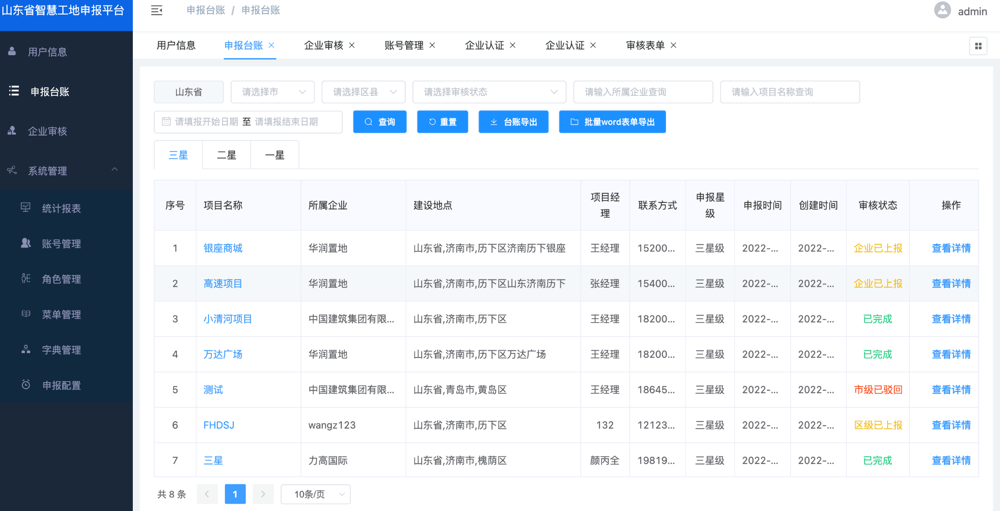 山东省智慧工地申报平台
申报台账 / 申报台账
admin
用户信息
申报台账
企业审核
系统管理
统计报表
账号管理
角色管理
菜单管理
字典管理
申报配置
用户信息 申报台账 × 企业审核 × 账号管理 × 企业认证 × 企业认证 × 审核表单 ×
山东省 请选择市 请选择区县 请选择审核状态 请输入所属企业查询 请输入项目名称查询
请填报开始日期 至 请填报结束日期 查询 重置 台账导出 批量word表单导出
三星 二星 一星
序号 项目名称 所属企业 建设地点 项目经理 联系方式 申报星级 申报时间 创建时间 审核状态 操作
1 银座商城 华润置地 山东省,济南市,历下区济南历下银座 王经理 15200... 三星级 2022-... 2022-... 企业已上报 查看详情
2 高速项目 华润置地 山东省,济南市,历下区山东济南历下 张经理 15400... 三星级 2022-... 2022-... 企业已上报 查看详情
3 小清河项目 中国建筑集团有限... 山东省,济南市,历下区 王经理 18200... 三星级 2022-... 2022-... 已完成 查看详情
4 万达广场 华润置地 山东省,济南市,历下区万达广场 王经理 18200... 三星级 2022-... 2022-... 已完成 查看详情
5 测试 中国建筑集团有限... 山东省,青岛市,黄岛区 王经理 18645... 三星级 2022-... 2022-... 市级已驳回 查看详情
6 FHDSJ wangz123 山东省,济南市,历下区 132 12123... 三星级 2022-... 2022-... 区级已上报 查看详情
7 三星 力高国际 山东省,济南市,槐荫区 颜丙全 19819... 三星级 2022-... 2022-... 已完成 查看详情
共 8 条 1 10条/页